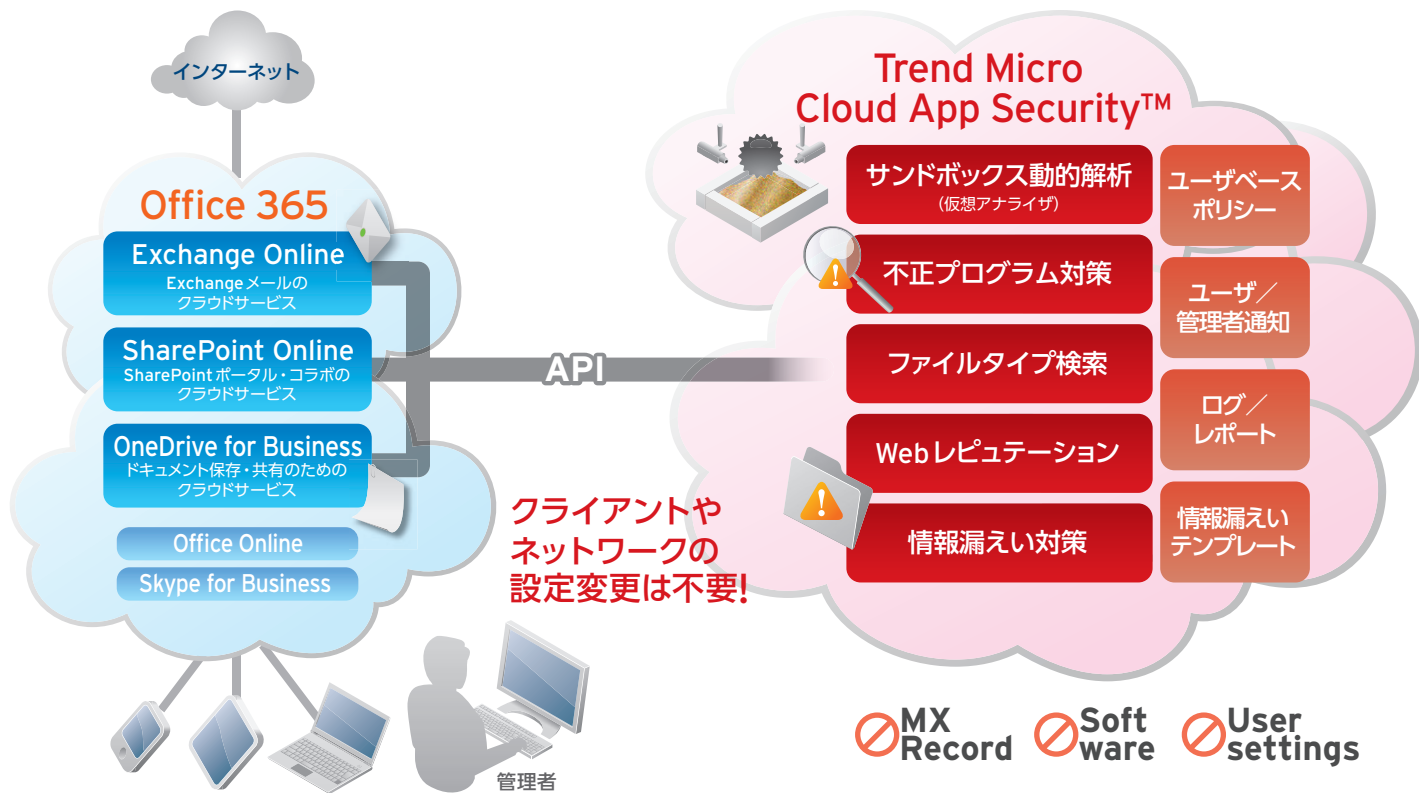 インターネット
Office 365
Exchange Online
Exchangeメールの
クラウドサービス
SharePoint Online
SharePointポータル・コラボの
クラウドサービス
OneDrive for Business
ドキュメント保存・共有のための
クラウドサービス
Office Online
Skype for Business
API
クライアントや
ネットワークの
設定変更は不要!
管理者
Trend Micro
Cloud App Security™
サンドボックス動的解析
(仮想アナライザ)
不正プログラム対策
ファイルタイプ検索
Webレピュテーション
情報漏えい対策
ユーザベース
ポリシー
ユーザ／
管理者通知
ログ／
レポート
情報漏えい
テンプレート
MX
Record
Soft
ware
User
settings